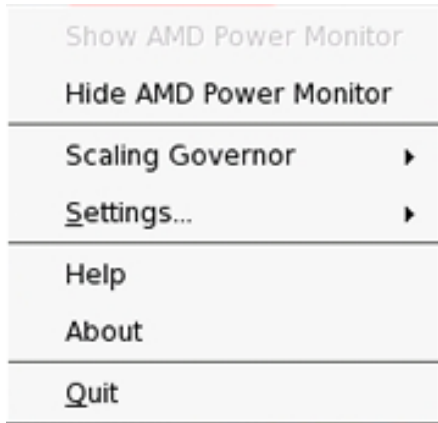 Show AMD Power Monitor
Hide AMD Power Monitor
Scaling Governor
Settings...
Help
About
Quit